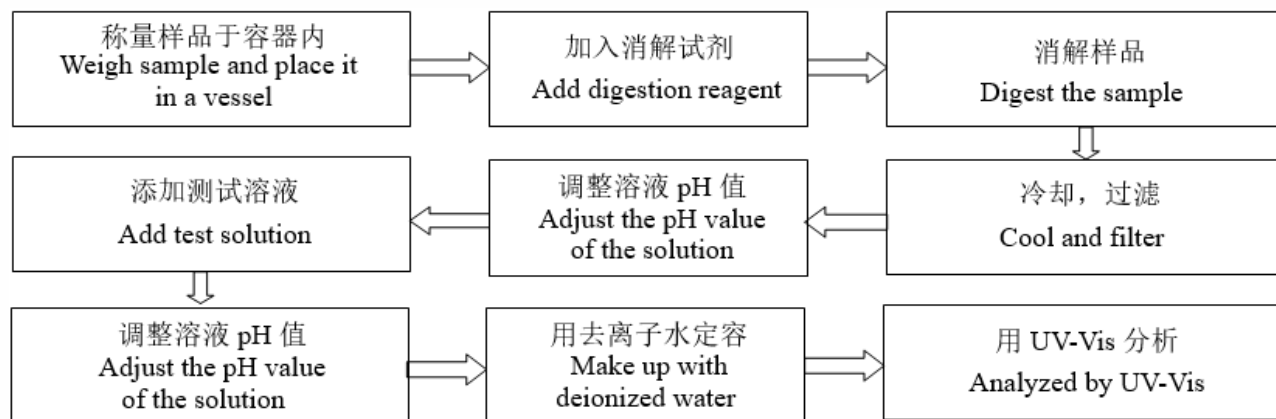 称量样品于容器内
Weigh sample and place it
in a vessel
加入消解试剂
Add digestion reagent
消解样品
Digest the sample
冷却，过滤
Cool and filter
调整溶液 pH 值
Adjust the pH value
of the solution
添加测试溶液
Add test solution
调整溶液 pH 值
Adjust the pH value
of the solution
用去离子水定容
Make up with
deionized water
用 UV-Vis 分析
Analyzed by UV-Vis